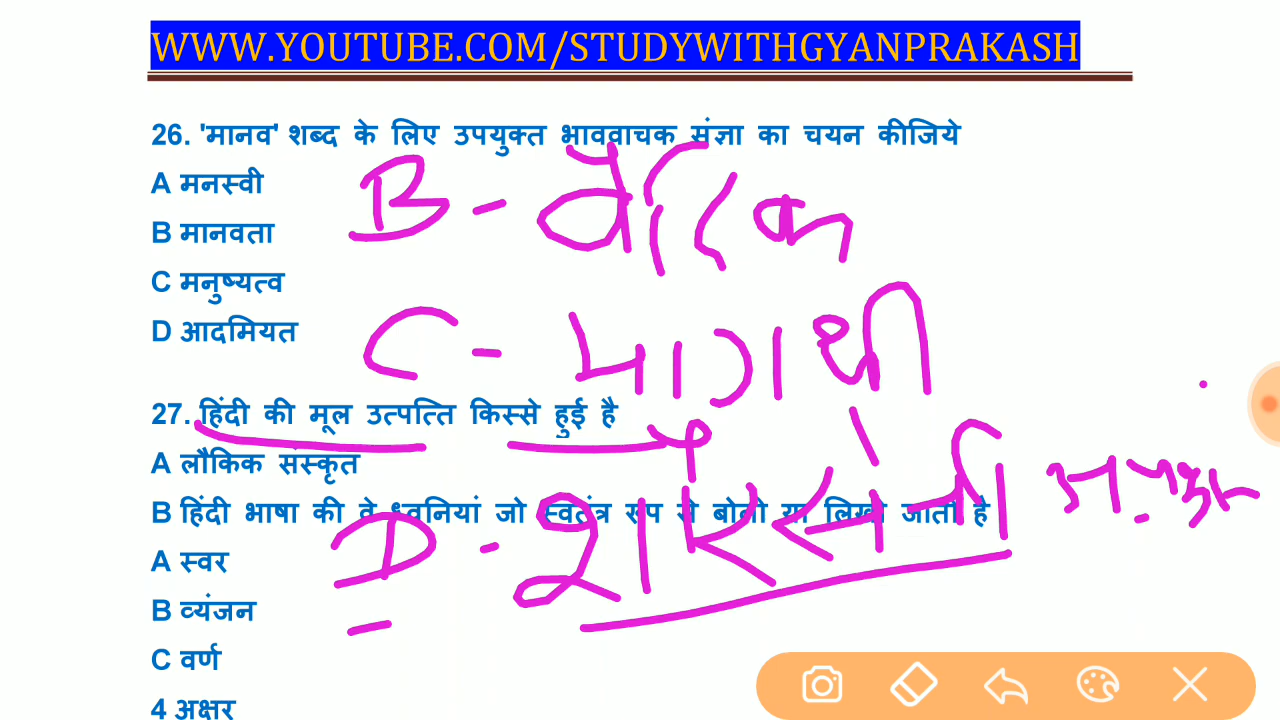 WWW.YOUTUBE.COM/STUDYWITHGYANPRAKASH
26. 'मानव' शब्द के लिए उपयुक्त भाववाचक संज्ञा का चयन कीजिये
A मनस्वी
B - वैदिक
B मानवता
C मनुष्यत्व
D आदमियत
C - मागधी
27. हिंदी की मूल उत्पत्ति किस्से हुई है
A लौकिक संस्कृत
B हिंदी भाषा की वे ध्वनियां जो स्वतंत्र रूप से बोली या लिखी जाती है
D - शौरसेनी
A स्वर
B व्यंजन
C वर्ण
4 अक्षर